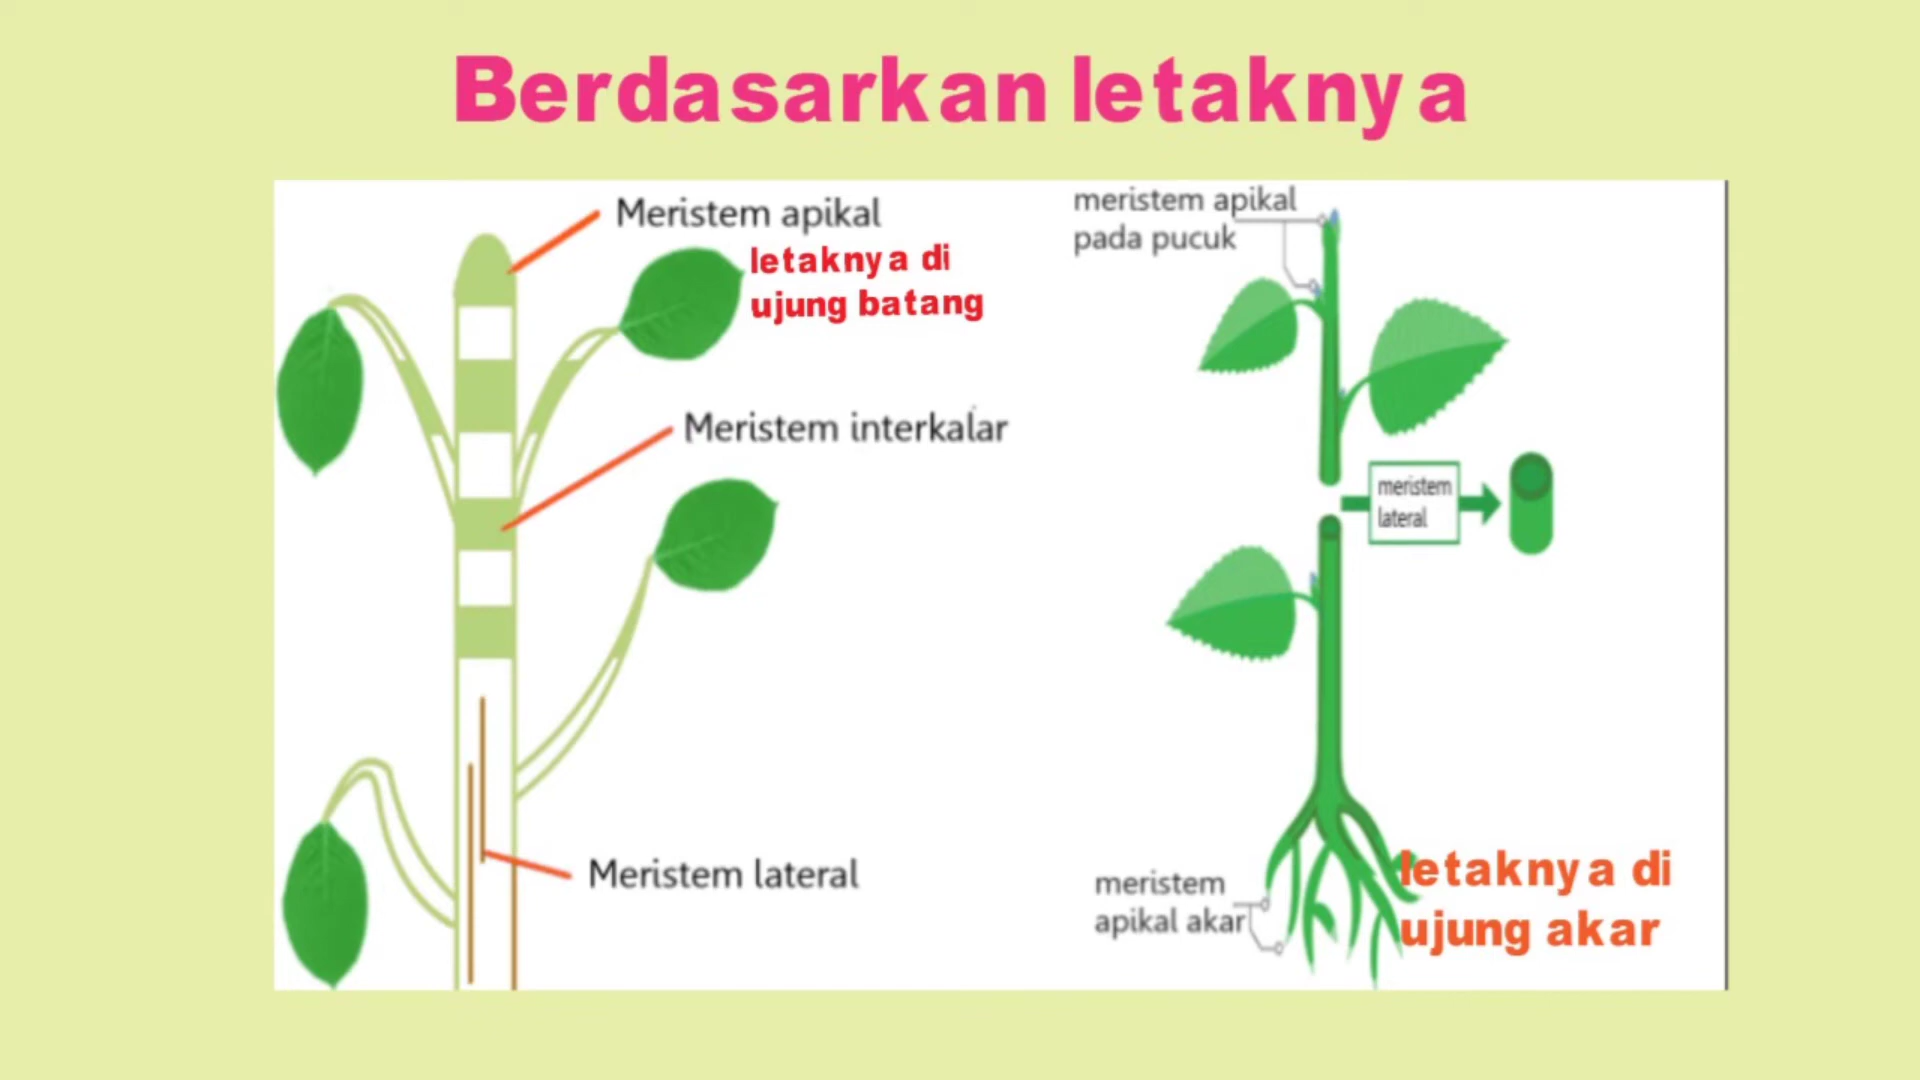 Berdasarkan letaknya
Meristem apikal
letaknya di
ujung batang
Meristem interkalar
Meristem lateral
meristem apikal
pada pucuk
meristem
lateral
meristem
apikal akar
letaknya di
ujung akar